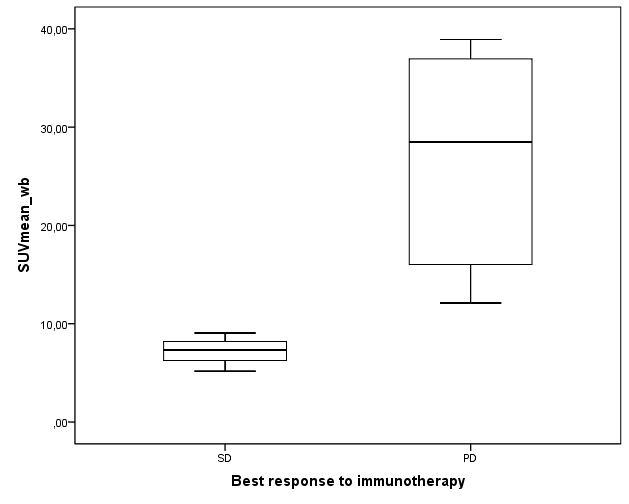 40,00
30,00
20,00
10,00
,00
SUVmean_wb
SD
PD
Best response to immunotherapy